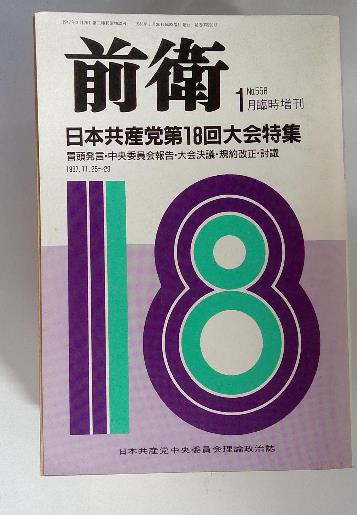 前衛
No.558
1月臨時増刊
日本共産党第18回大会特集
冒頭発言・中央委員会報告・大会決議・規約改正・討議
1987.11.25~29
18
日本共産党中央委員会理論政治誌